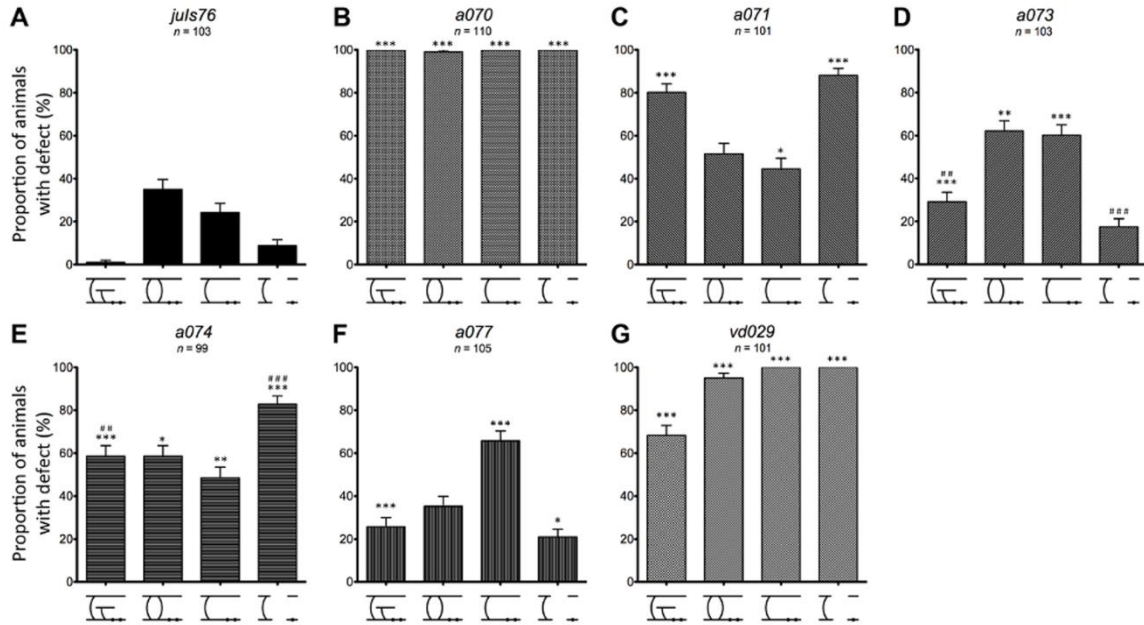 A
juIs76
n = 103
Proportion of animals
with defect (%)
100
80
60
40
20
0
B
a070
n = 110
100
80
60
40
20
0
***
***
***
***
C
a071
n = 101
100
80
60
40
20
0
***
*
***
D
a073
n = 103
100
80
60
40
20
0
##
***
**
***
###
E
a074
n = 99
Proportion of animals
with defect (%)
100
80
60
40
20
0
##
***
*
**
###
***
F
a077
n = 105
100
80
60
40
20
0
***
***
*
G
vd029
n = 101
100
80
60
40
20
0
***
***
***
***